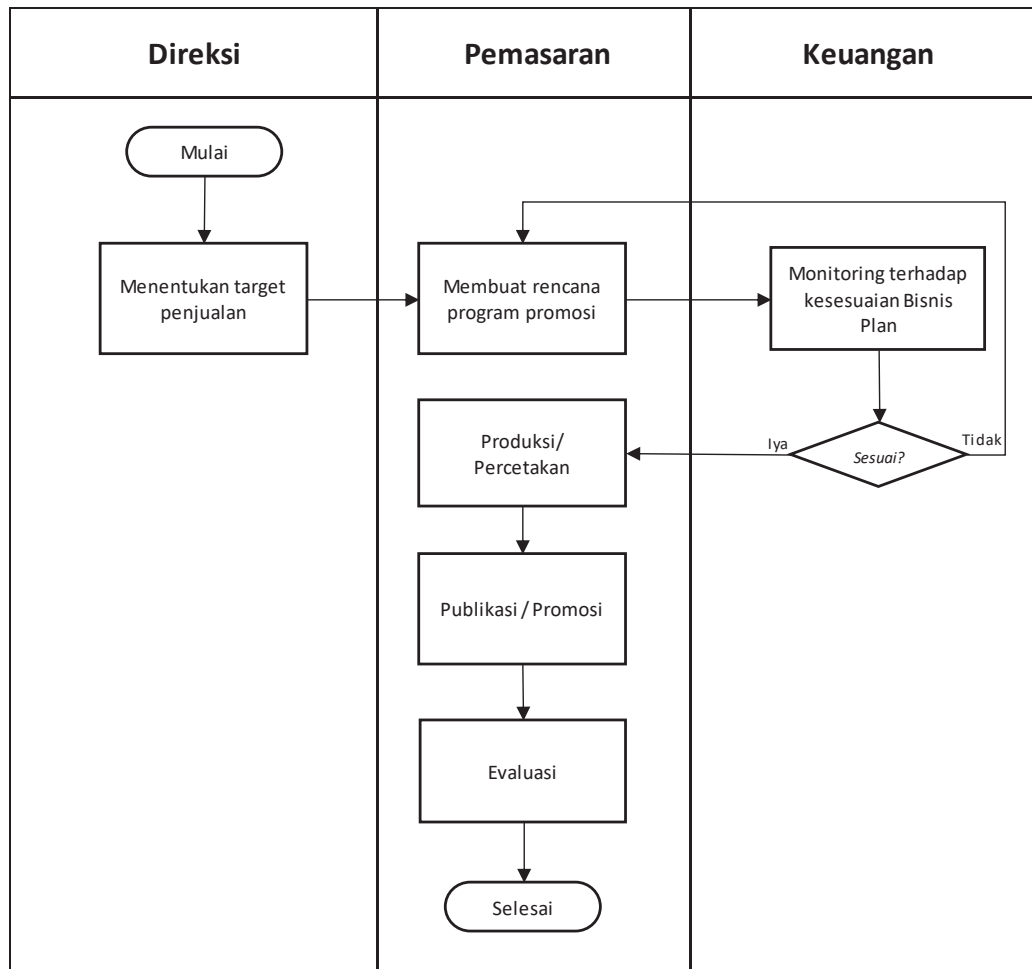 Direksi
Pemasaran
Keuangan
Mulai
Menentukan target
penjualan
Membuat rencana
program promosi
Monitoring terhadap
kesesuaian Bisnis
Plan
Sesuai?
Iya
Tidak
Produksi/
Percetakan
Publikasi / Promosi
Evaluasi
Selesai